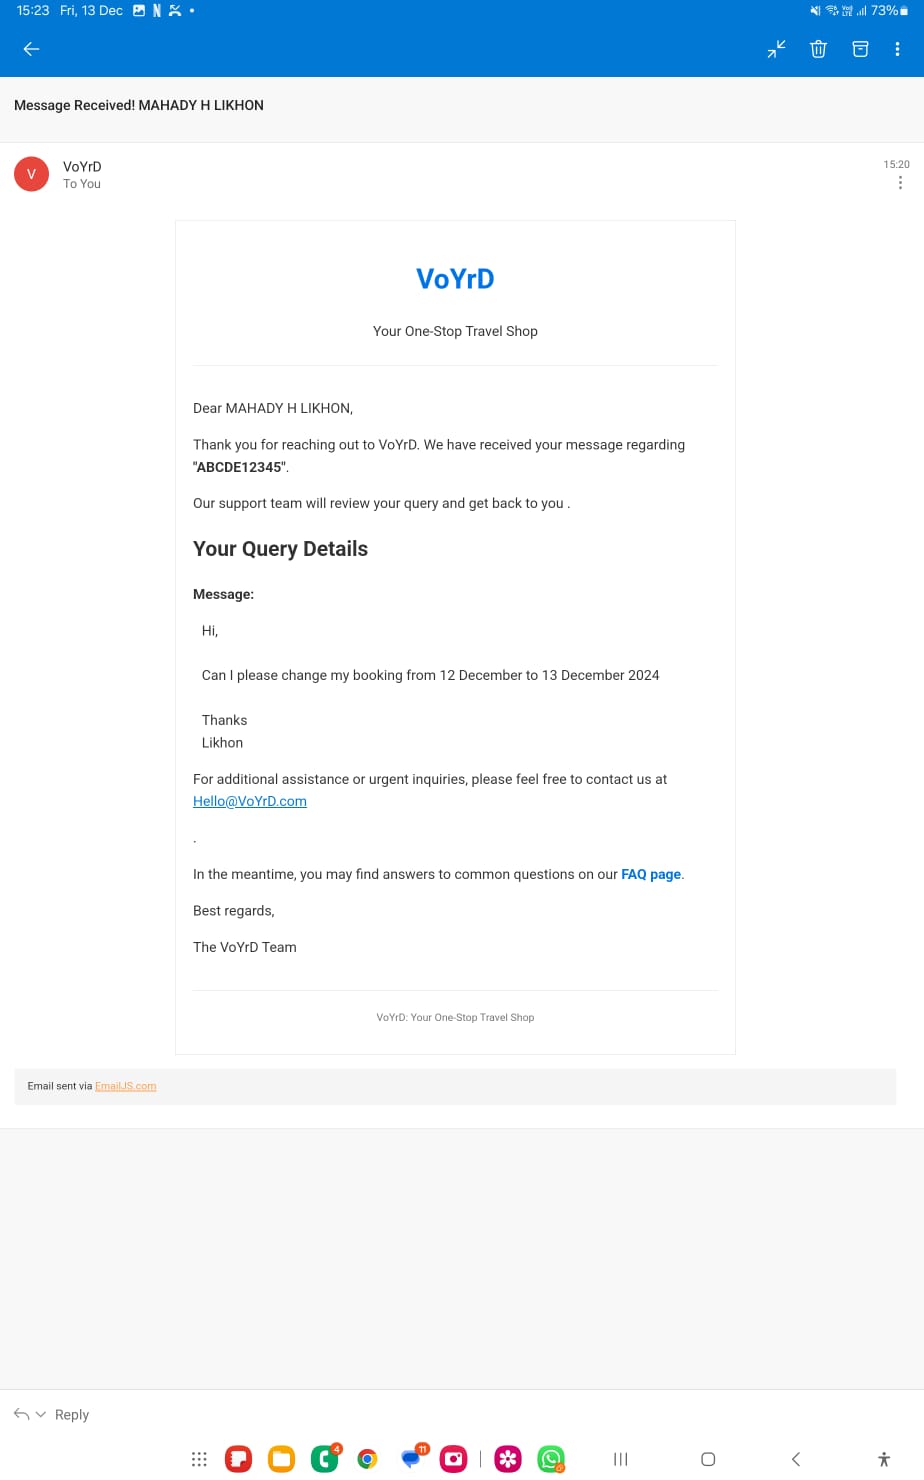 15:23 Fri, 13 Dec
73%
Message Received! MAHADY H LIKHON
V
VoYrD
15:20
To You
VoYrD
Your One-Stop Travel Shop
Dear MAHADY H LIKHON,
Thank you for reaching out to VoYrD. We have received your message regarding
"ABCDE12345".
Our support team will review your query and get back to you .
Your Query Details
Message:
Hi,
Can I please change my booking from 12 December to 13 December 2024
Thanks
Likhon
For additional assistance or urgent inquiries, please feel free to contact us at
Hello@VoYrD.com
.
In the meantime, you may find answers to common questions on our FAQ page.
Best regards,
The VoYrD Team
VoYrD: Your One-Stop Travel Shop
Email sent via EmailJS.com
Reply
4
11